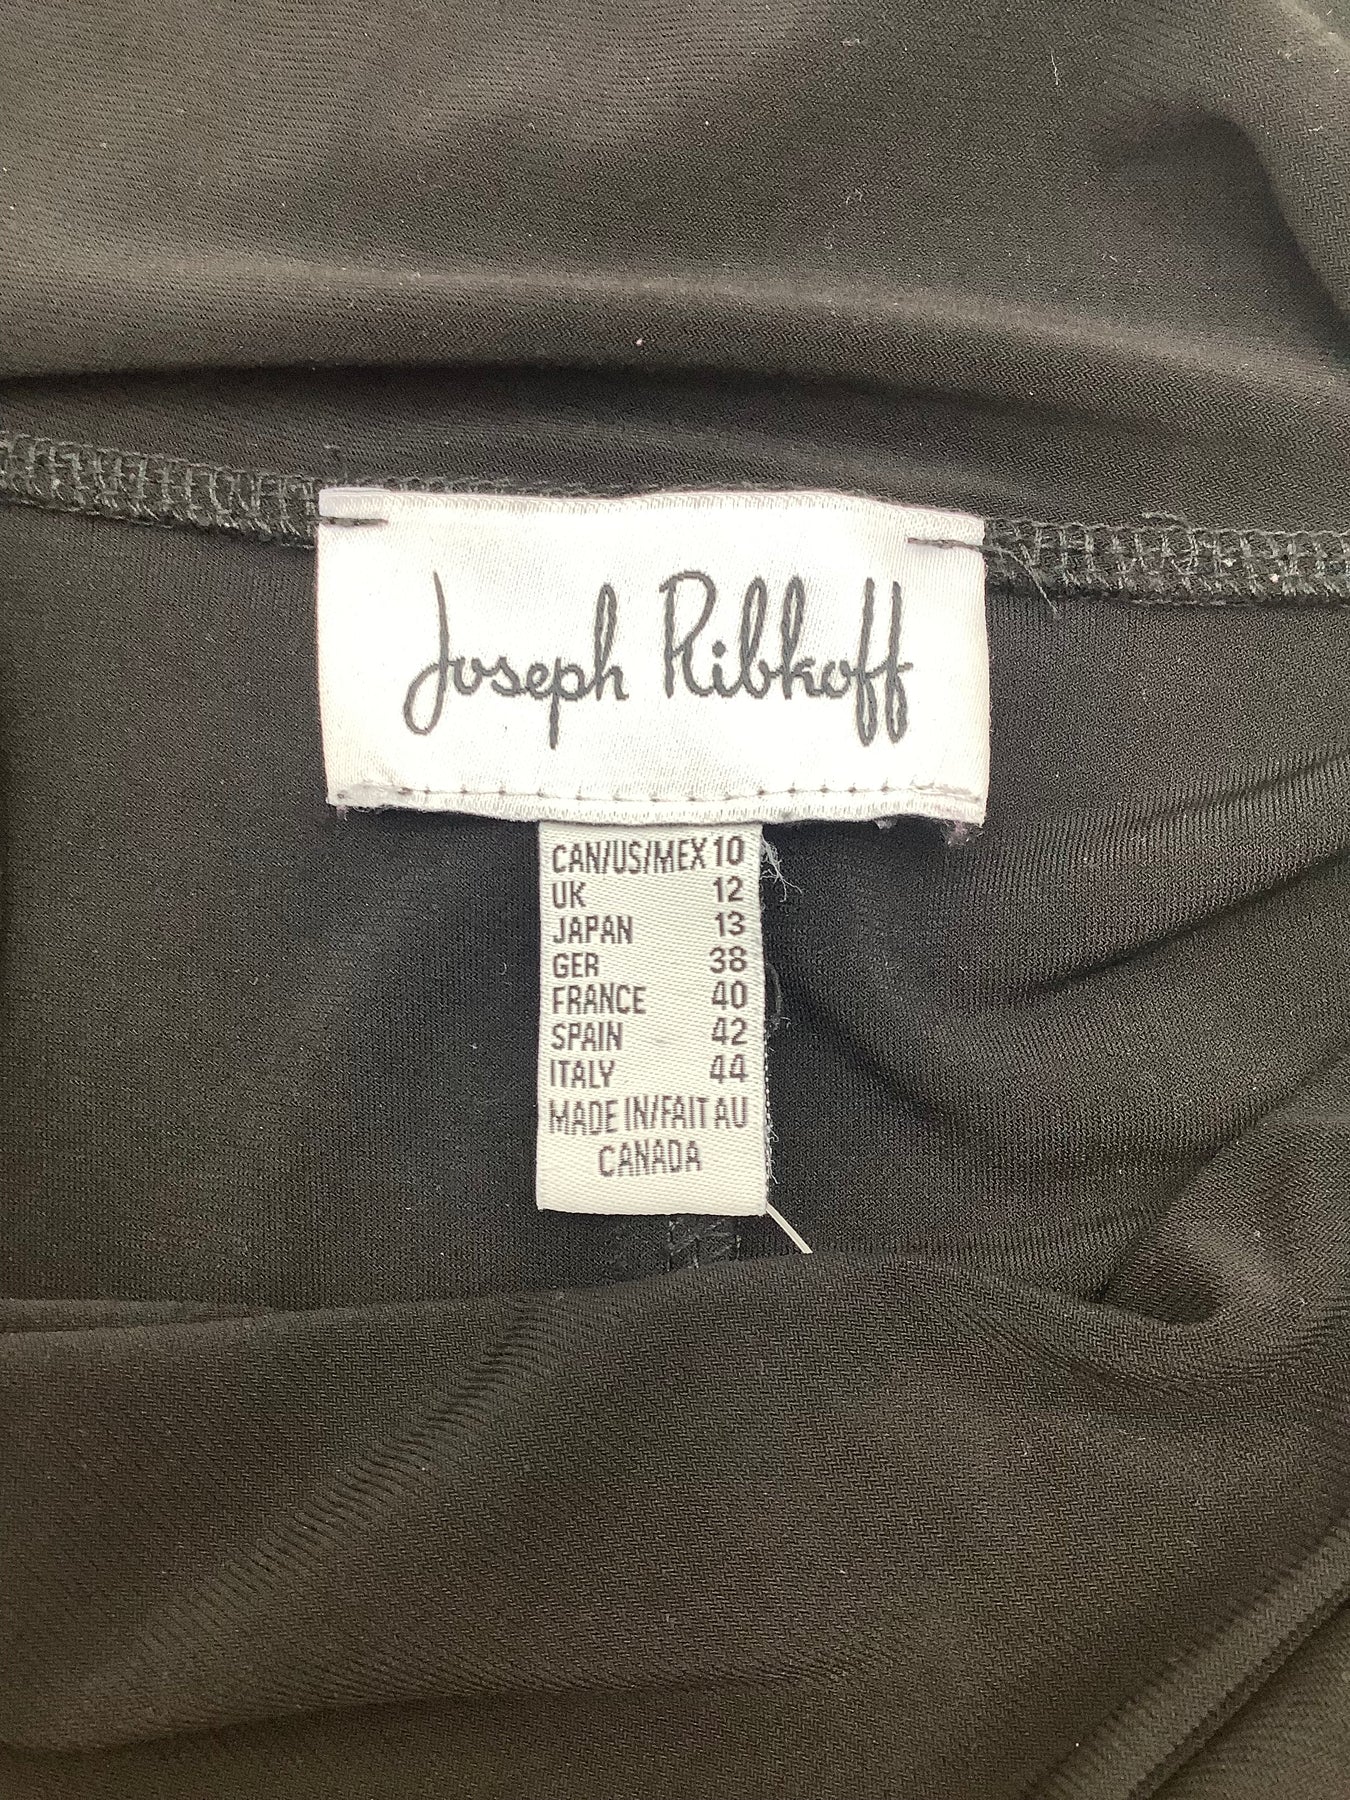 Joseph Ribkoff
CAN/US/MEX 10
UK 12
JAPAN 13
GER 38
FRANCE 40
SPAIN 42
ITALY 44
MADE IN/FAIT AU
CANADA